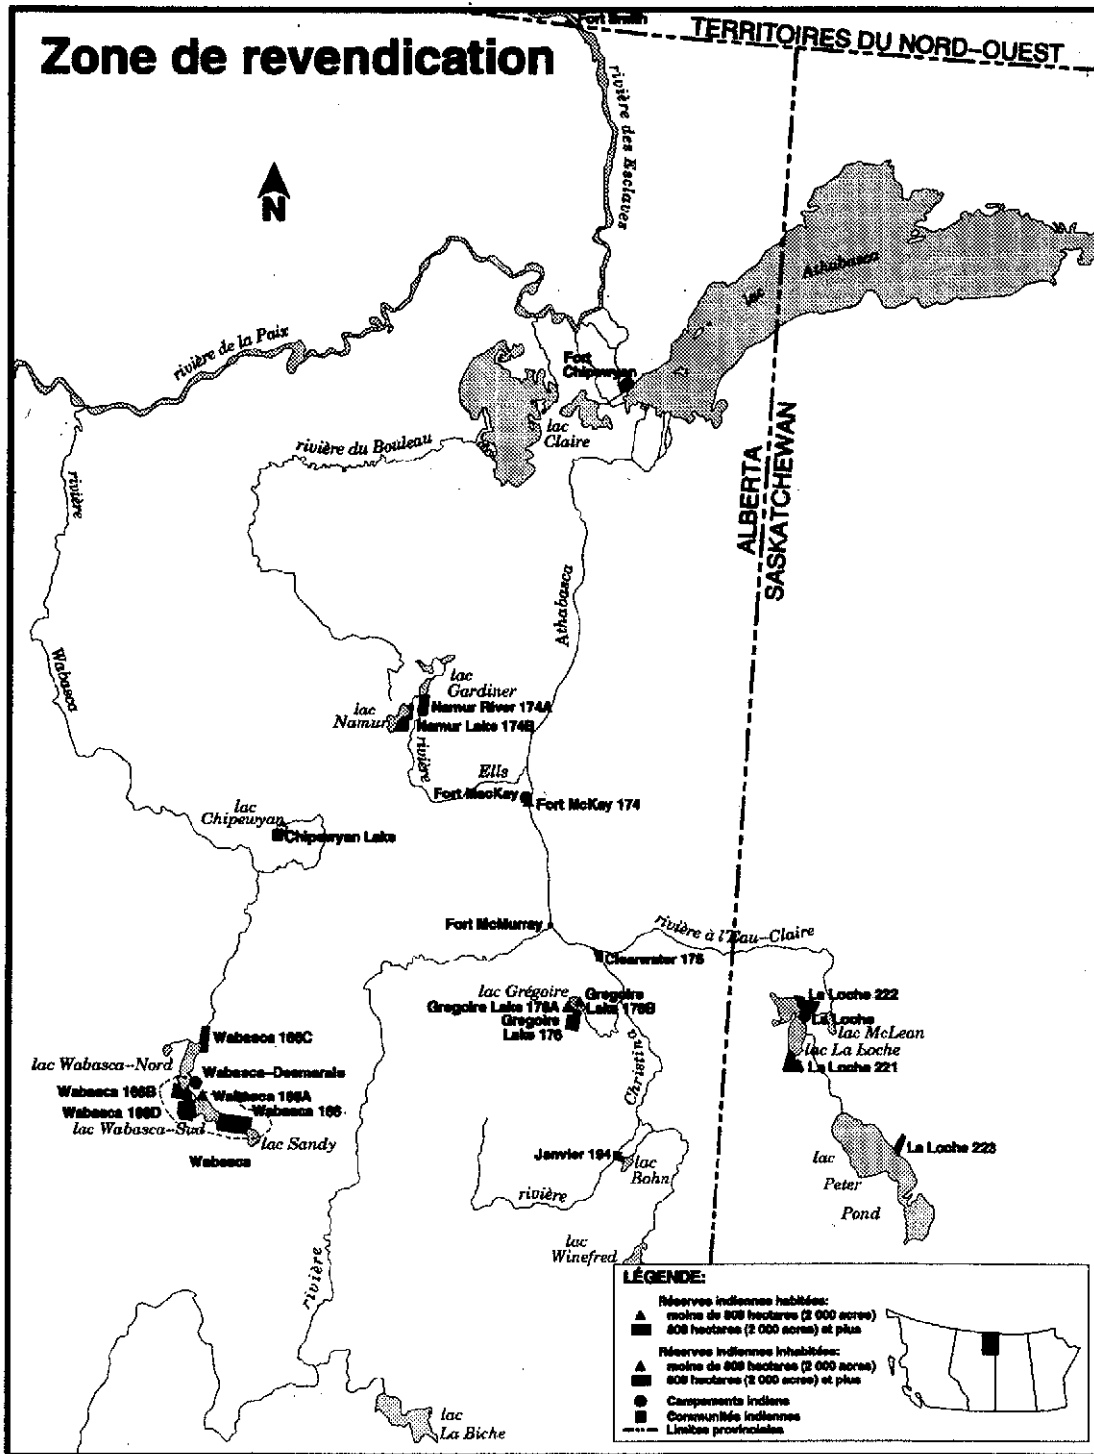 Zone de revendication
Fort Smith
TERRITOIRES DU NORD-OUEST
N
rivière des Esclaves
lac Athabasca
rivière de la Paix
Fort
Chipewyan
lac
Claire
rivière du Bouleau
rivière
Wabasca
ALBERTA
SASKATCHEWAN
Athabasca
lac
Gardiner
lac
Namur
Namur River 174A
Namur Lake 174B
rivière
Ells
Fort MacKay
Fort McKay 174
lac
Chipewyan
Chipewyan Lake
Fort McMurray
rivière à l'Eau-Claire
Clearwater 175
lac Grégoire
Gregoire Lake 176A
Gregoire
Lake 176B
Gregoire
Lake 176
La Loche 222
La Loche
lac McLean
lac La Loche
La Loche 221
Wabasca 166C
lac Wabasca-Nord
Wabasca-Desmarais
Wabasca 166B
Wabasca 166A
Wabasca 166D
Wabasca 166
lac Wabasca-Sud
lac Sandy
Wabasca
Christina
Janvier 194
lac
Bohn
rivière
La Loche 223
lac
Peter
Pond
lac
Winefred
rivière
lac
La Biche
LÉGENDE:
Réserves indiennes habitées:
moins de 809 hectares (2 000 acres)
809 hectares (2 000 acres) et plus
Réserves indiennes inhabitées:
moins de 809 hectares (2 000 acres)
809 hectares (2 000 acres) et plus
Campements indiens
Communités indiennes
Limites provinciales